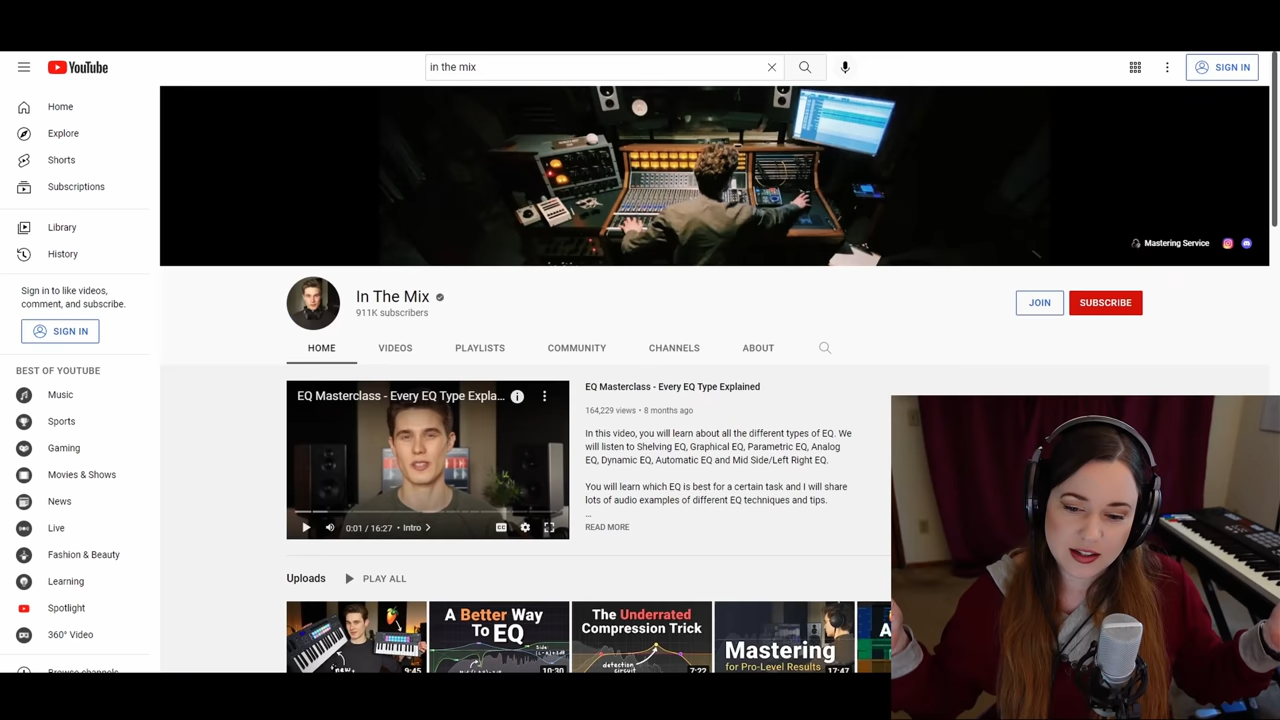 YouTube
in the mix
SIGN IN
Home
Explore
Shorts
Subscriptions
Library
History
Sign in to like videos,
comment, and subscribe.
SIGN IN
BEST OF YOUTUBE
Music
Sports
Gaming
Movies & Shows
News
Live
Fashion & Beauty
Learning
Spotlight
360° Video
Browse channels
Mastering Service
In The Mix
911K subscribers
JOIN
SUBSCRIBE
HOME
VIDEOS
PLAYLISTS
COMMUNITY
CHANNELS
ABOUT
EQ Masterclass - Every EQ Type Expla...
0:01 / 16:27 • Intro
CC
EQ Masterclass - Every EQ Type Explained
164,229 views • 8 months ago
In this video, you will learn about all the different types of EQ. We
will listen to Shelving EQ, Graphical EQ, Parametric EQ, Analog
EQ, Dynamic EQ, Automatic EQ and Mid Side/Left Right EQ.
You will learn which EQ is best for a certain task and I will share
lots of audio examples of different EQ techniques and tips.
...
READ MORE
Uploads
PLAY ALL
new
9:45
A Better Way
To EQ
Side
10:30
The Underrated
Compression Trick
detection
circuit
7:22
Mastering
for Pro-Level Results
17:47
A